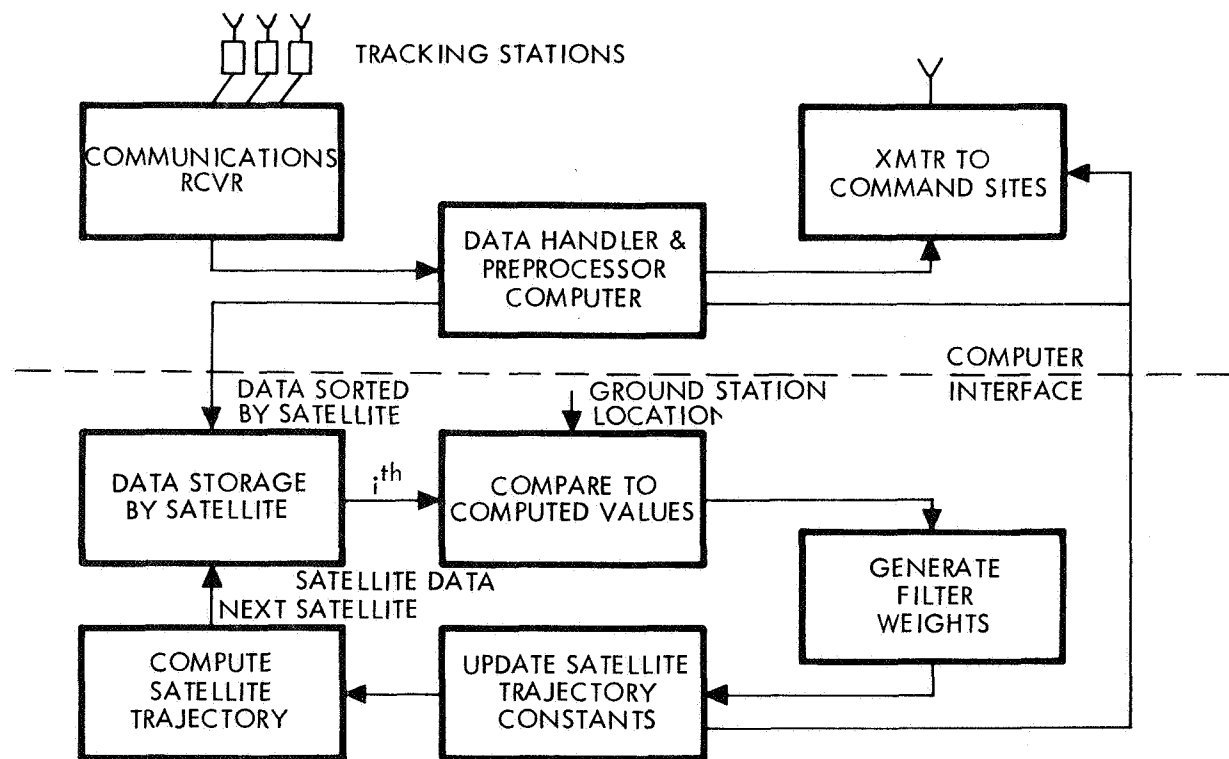 TRACKING STATIONS
COMMUNICATIONS
RCVR
XMTR TO
COMMAND SITES
DATA HANDLER &
PREPROCESSOR
COMPUTER
COMPUTER
INTERFACE
DATA SORTED
BY SATELLITE
GROUND STATION
LOCATION
DATA STORAGE
BY SATELLITE
i^th
COMPARE TO
COMPUTED VALUES
GENERATE
FILTER
WEIGHTS
SATELLITE DATA
NEXT SATELLITE
COMPUTE
SATELLITE
TRAJECTORY
UPDATE SATELLITE
TRAJECTORY
CONSTANTS